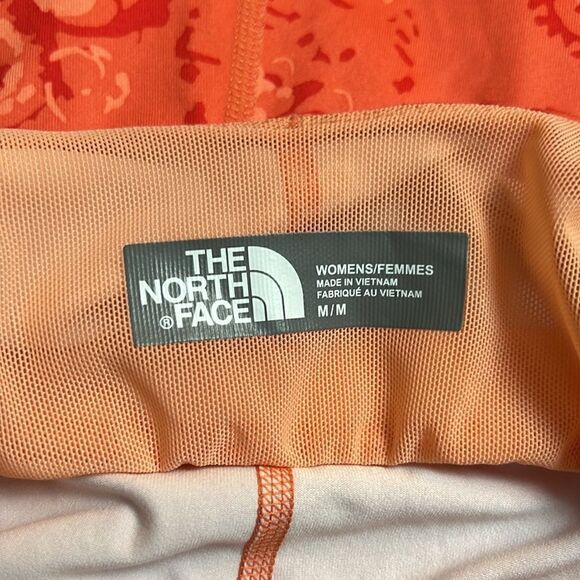 THE
NORTH
® FACE
WOMENS/FEMMES
MADE IN VIETNAM
FABRIQUÉ AU VIETNAM
M/M